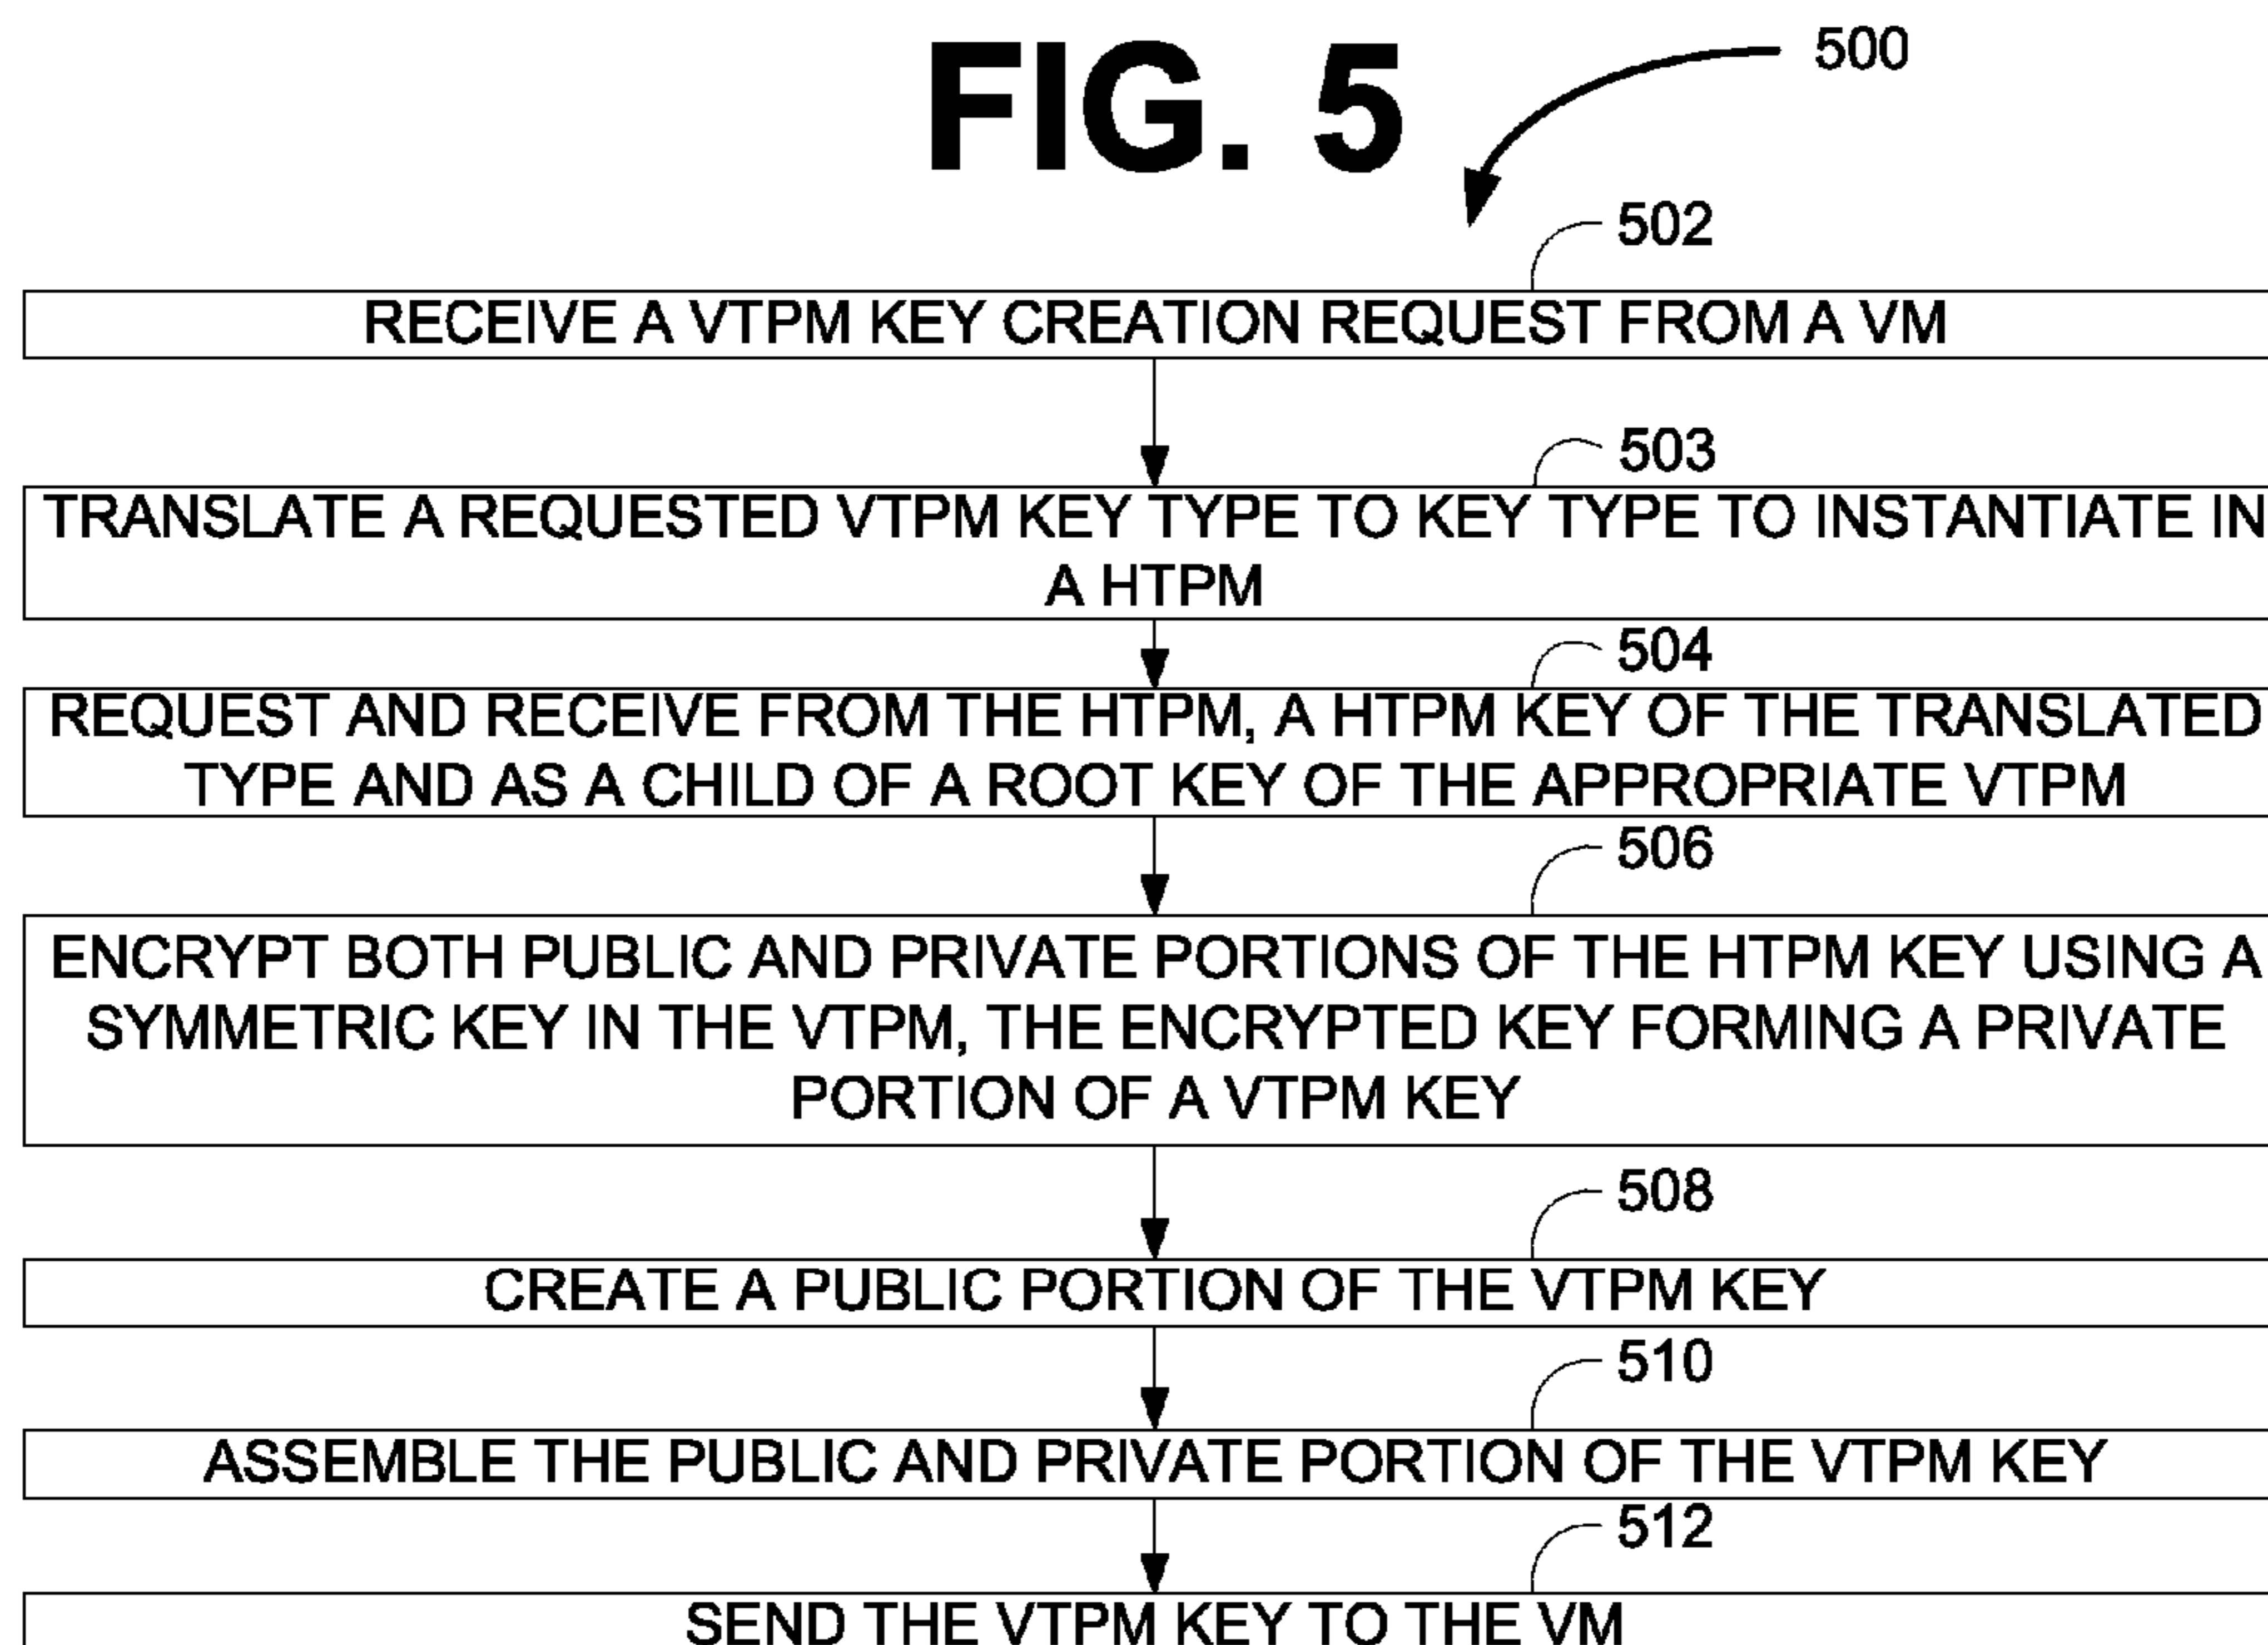 FIG. 5
500
502
RECEIVE A VTPM KEY CREATION REQUEST FROM A VM
503
TRANSLATE A REQUESTED VTPM KEY TYPE TO KEY TYPE TO INSTANTIATE IN
A HTPM
504
REQUEST AND RECEIVE FROM THE HTPM, A HTPM KEY OF THE TRANSLATED
TYPE AND AS A CHILD OF A ROOT KEY OF THE APPROPRIATE VTPM
506
ENCRYPT BOTH PUBLIC AND PRIVATE PORTIONS OF THE HTPM KEY USING A
SYMMETRIC KEY IN THE VTPM, THE ENCRYPTED KEY FORMING A PRIVATE
PORTION OF A VTPM KEY
508
CREATE A PUBLIC PORTION OF THE VTPM KEY
510
ASSEMBLE THE PUBLIC AND PRIVATE PORTION OF THE VTPM KEY
512
SEND THE VTPM KEY TO THE VM